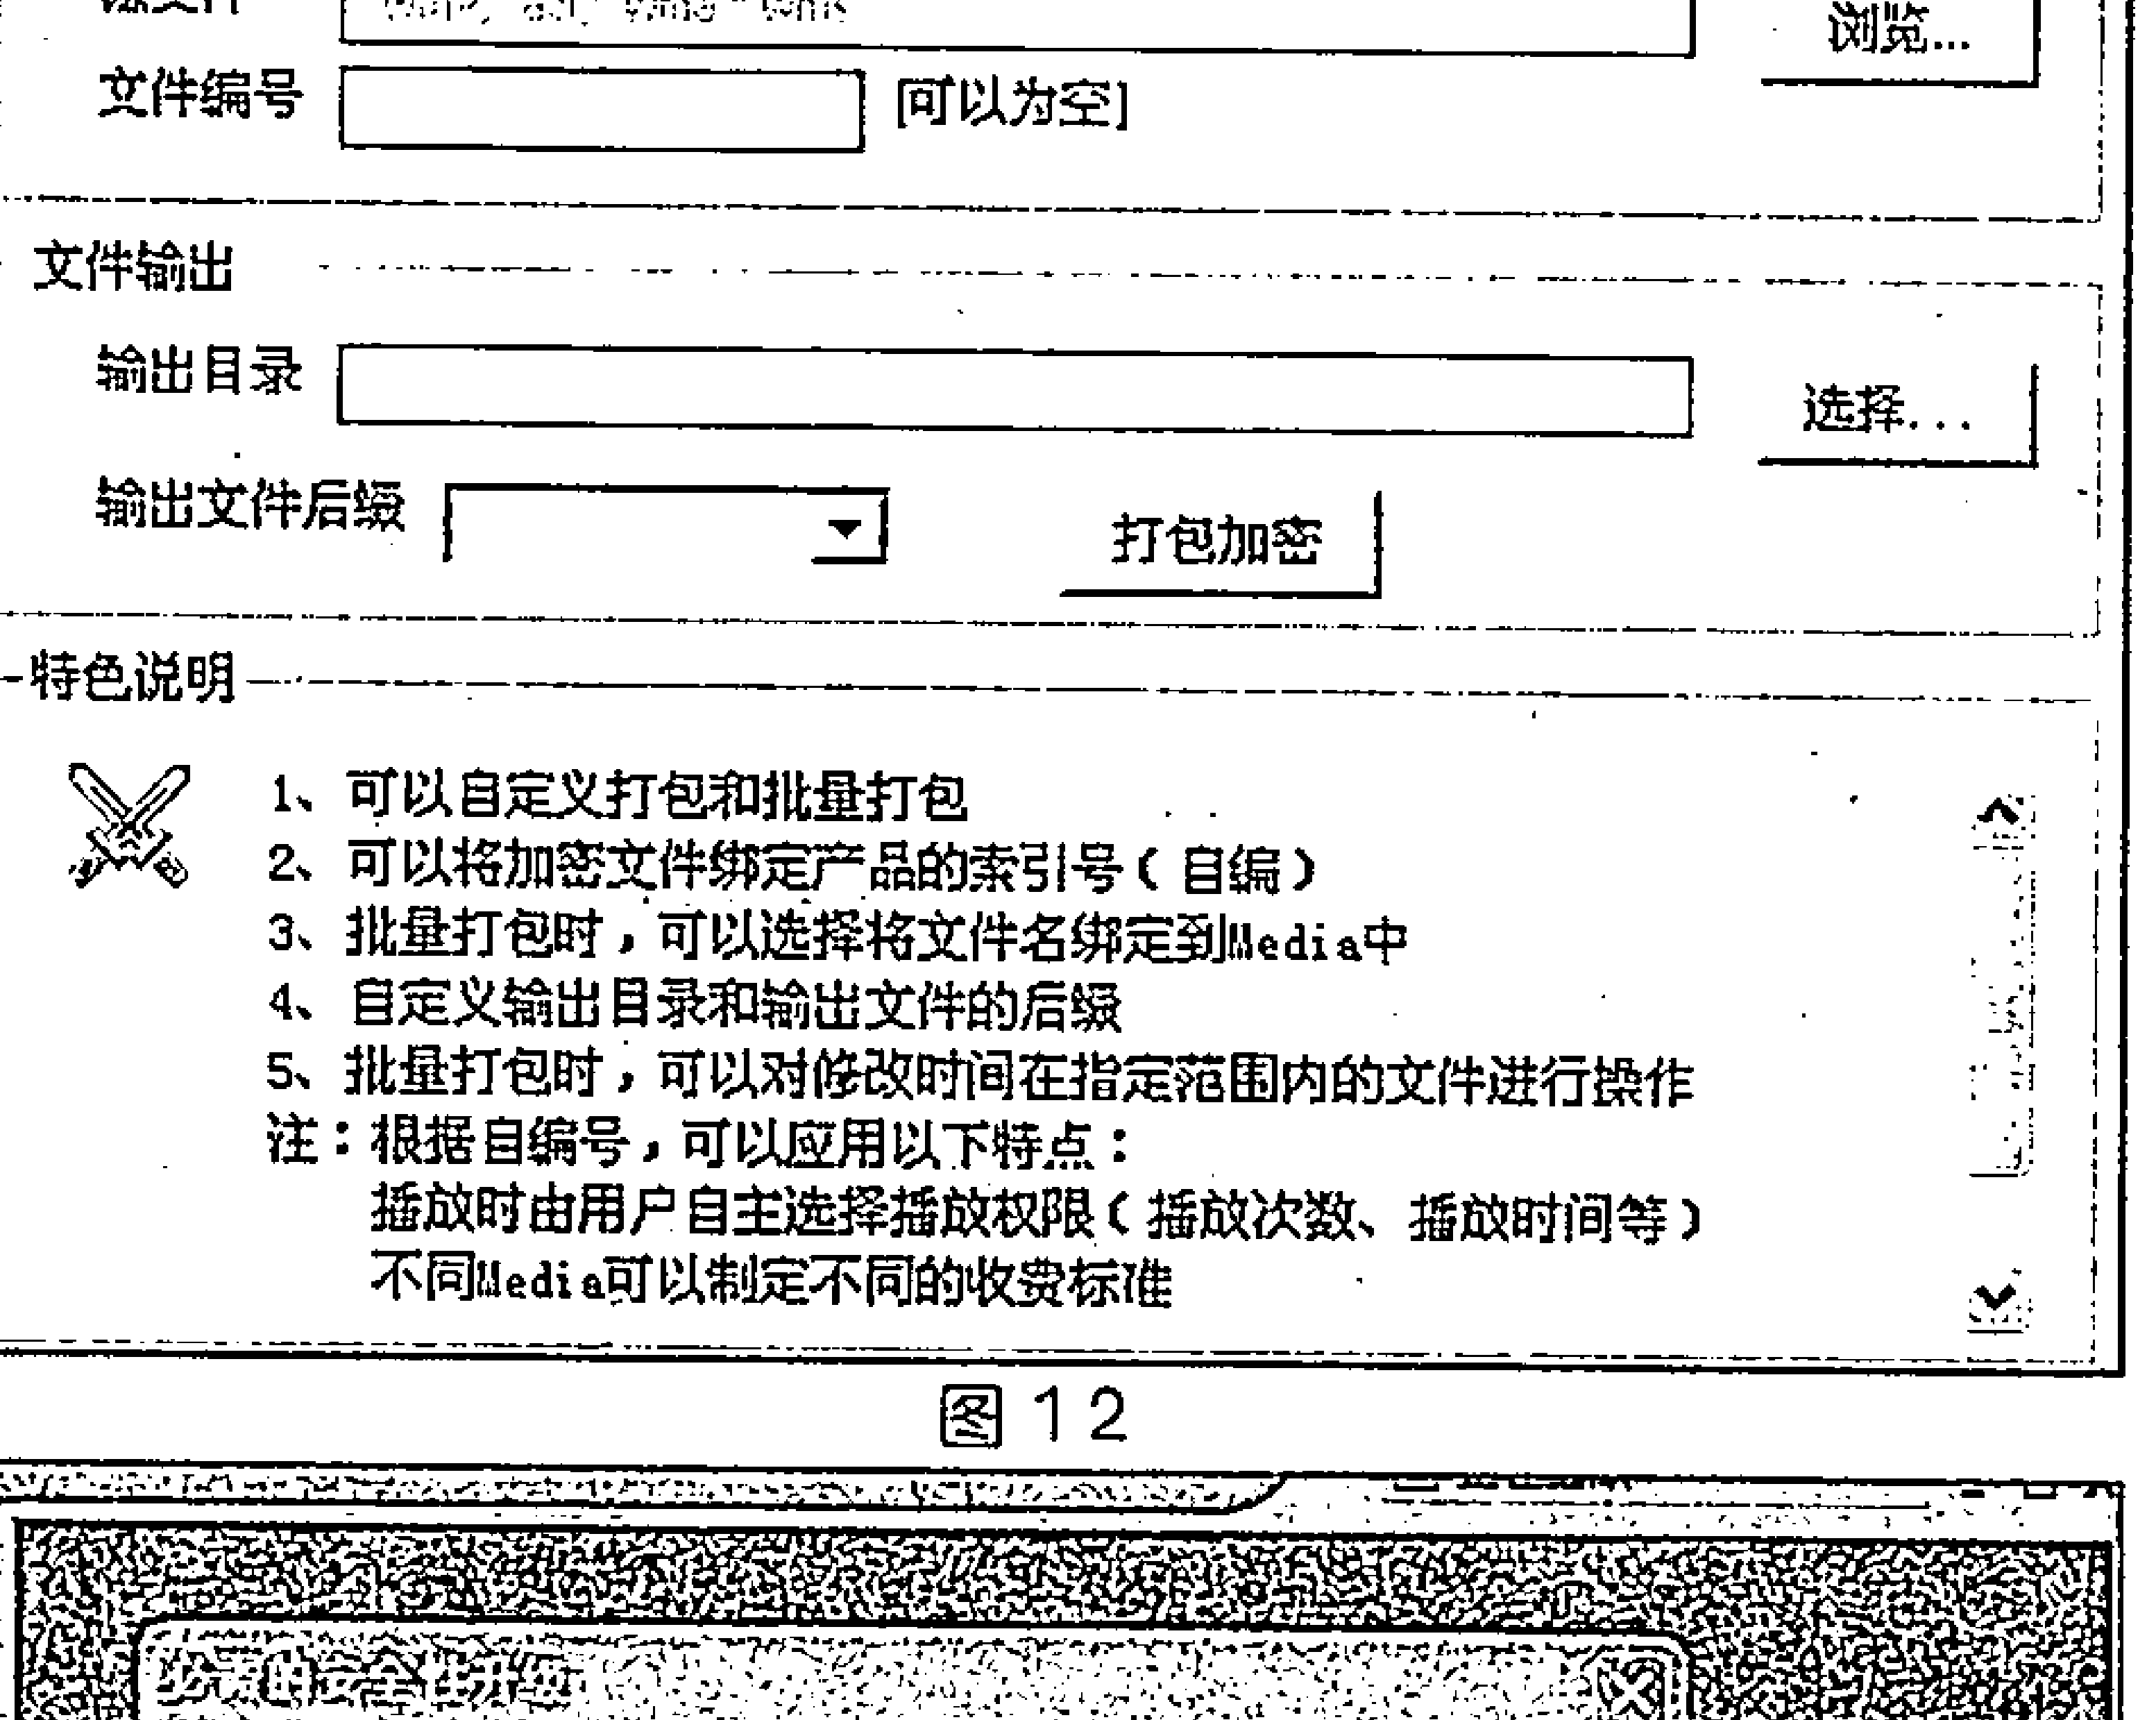 浏览...
文件编号 [可以为空]
文件输出
输出目录 选择...
输出文件后缀 打包加密
特色说明
1、可以自定义打包和批量打包
2、可以将加密文件绑定产品的索引号(自编)
3、批量打包时,可以选择将文件名绑定到Media中
4、自定义输出目录和输出文件的后缀
5、批量打包时,可以对修改时间在指定范围内的文件进行操作
注:根据自编号,可以应用以下特点:
播放时由用户自主选择播放权限(播放次数、播放时间等)
不同Media可以制定不同的收费标准
图 12
必需的安全性升级